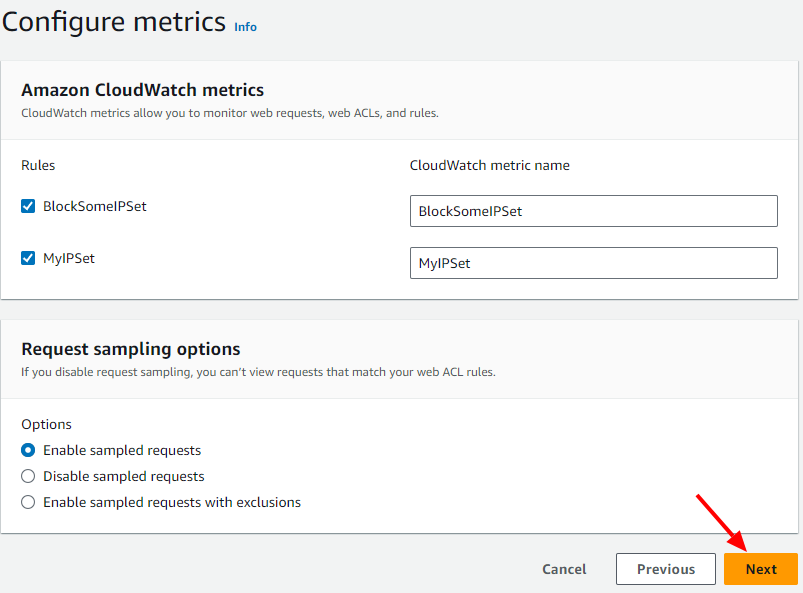 Configure metrics Info
Amazon CloudWatch metrics
CloudWatch metrics allow you to monitor web requests, web ACLs, and rules.
Rules CloudWatch metric name
BlockSomeIPSet BlockSomeIPSet
MyIPSet MyIPSet
Request sampling options
If you disable request sampling, you can't view requests that match your web ACL rules.
Options
Enable sampled requests
Disable sampled requests
Enable sampled requests with exclusions
Cancel Previous Next